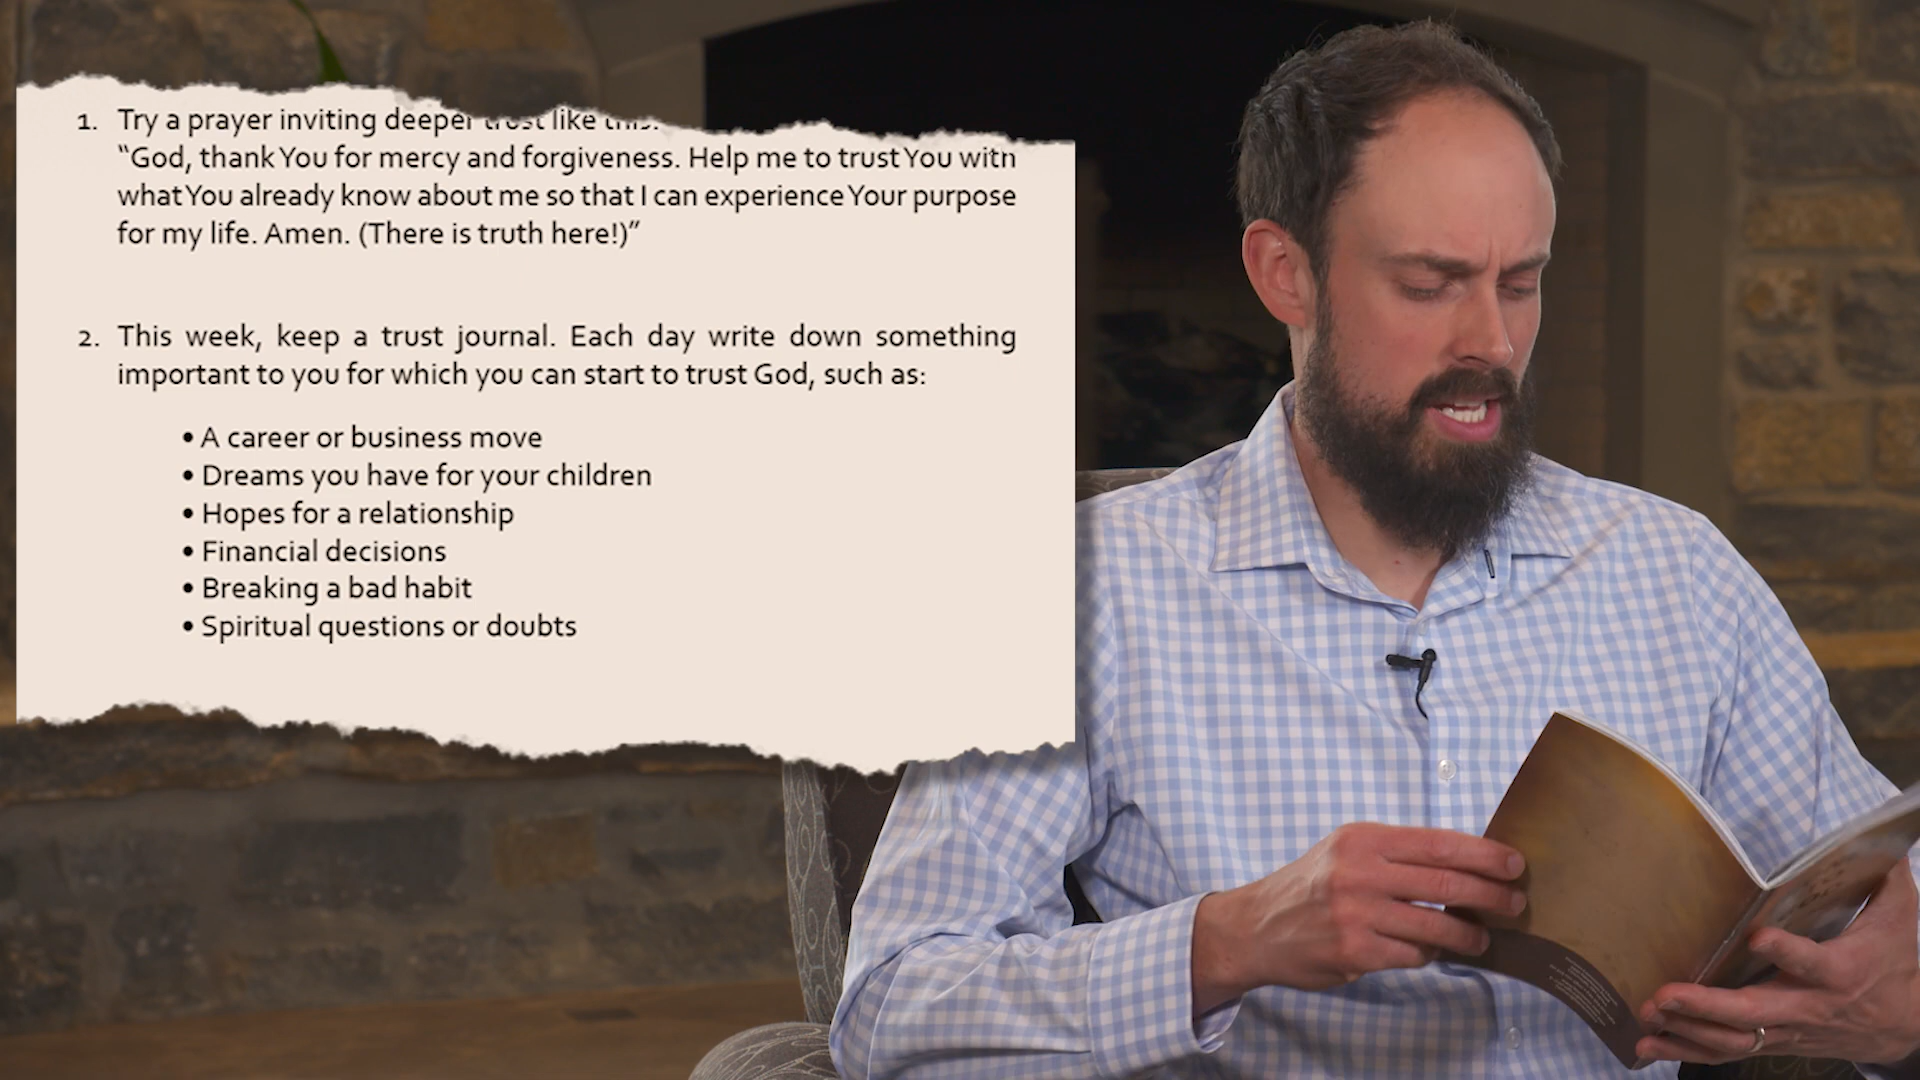 1. Try a prayer inviting deeper trust like this:
“God, thank You for mercy and forgiveness. Help me to trust You with
what You already know about me so that I can experience Your purpose
for my life. Amen. (There is truth here!)”
2. This week, keep a trust journal. Each day write down something
important to you for which you can start to trust God, such as:
• A career or business move
• Dreams you have for your children
• Hopes for a relationship
• Financial decisions
• Breaking a bad habit
• Spiritual questions or doubts